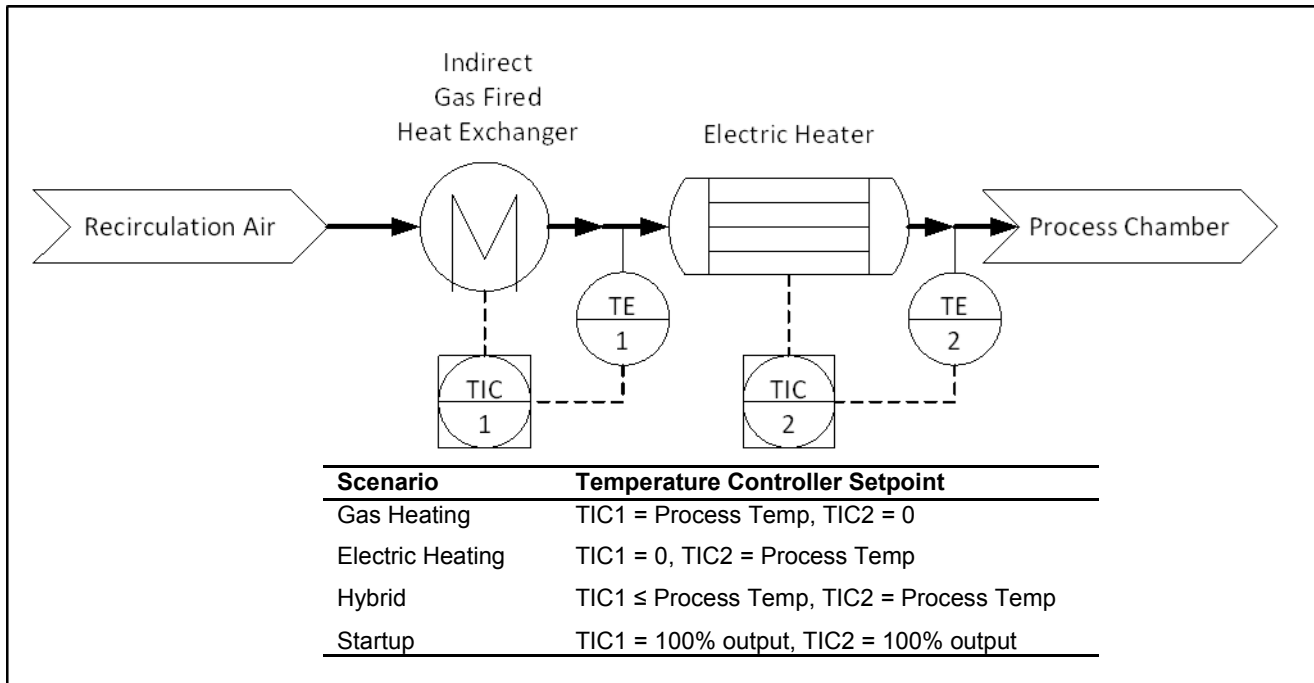 Indirect
Gas Fired
Heat Exchanger
Electric Heater
Recirculation Air
Process Chamber
TE
1
TE
2
TIC
1
TIC
2
Scenario Temperature Controller Setpoint
Gas Heating TIC1 = Process Temp, TIC2 = 0
Electric Heating TIC1 = 0, TIC2 = Process Temp
Hybrid TIC1 ≤ Process Temp, TIC2 = Process Temp
Startup TIC1 = 100% output, TIC2 = 100% output